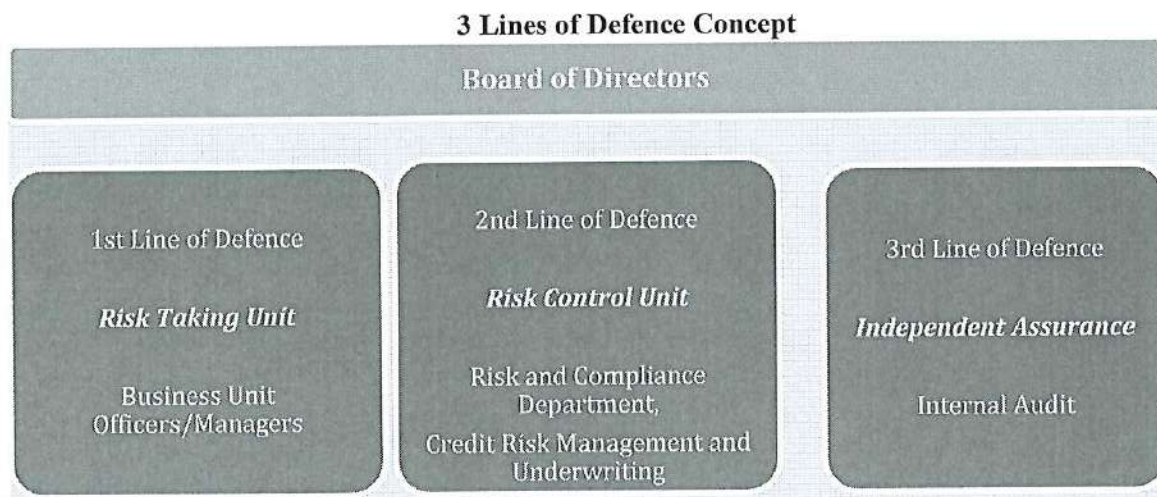 3 Lines of Defence Concept
Board of Directors
1st Line of Defence
Risk Taking Unit
Business Unit
Officers/Managers
2nd Line of Defence
Risk Control Unit
Risk and Compliance
Department,
Credit Risk Management and
Underwriting
3rd Line of Defence
Independent Assurance
Internal Audit